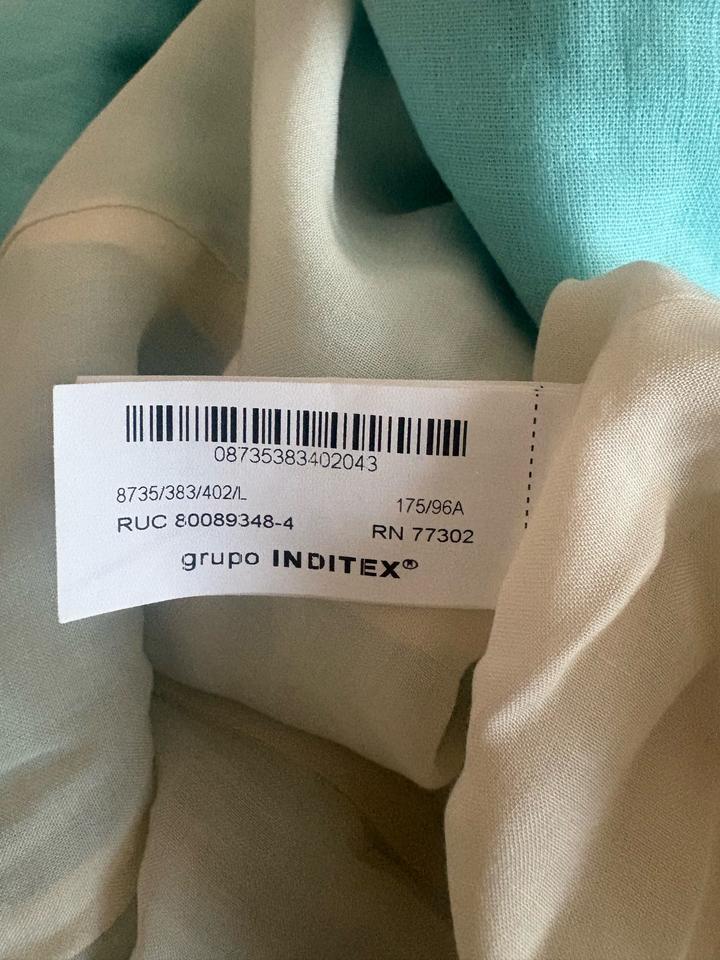 08735383402043
8735/383/402/L
175/96A
RUC 80089348-4
RN 77302
grupo INDITEX®